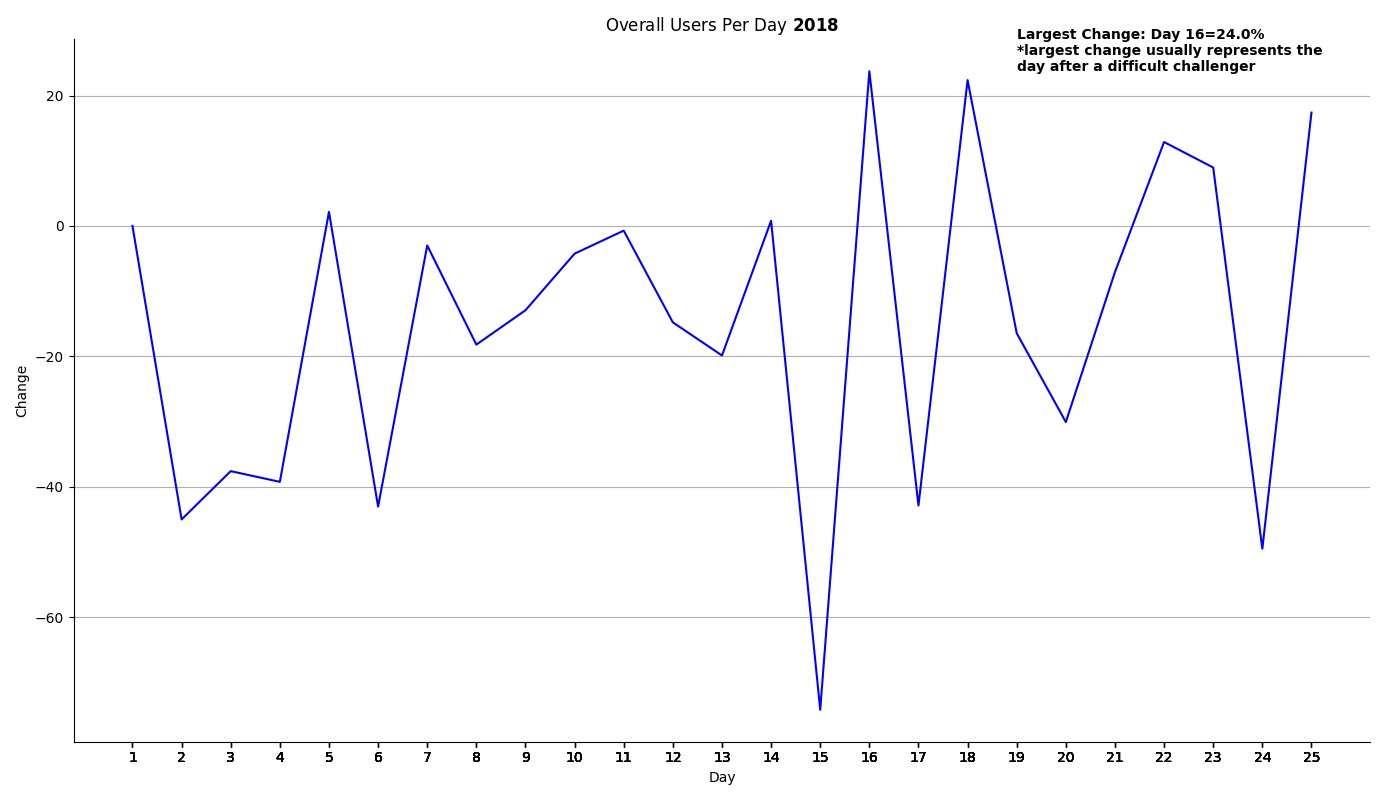 Overall Users Per Day 2018
Largest Change: Day 16=24.0%
*largest change usually represents the
day after a difficult challenger
20
0
−20
−40
−60
Change
1 2 3 4 5 6 7 8 9 10 11 12 13 14 15 16 17 18 19 20 21 22 23 24 25
Day